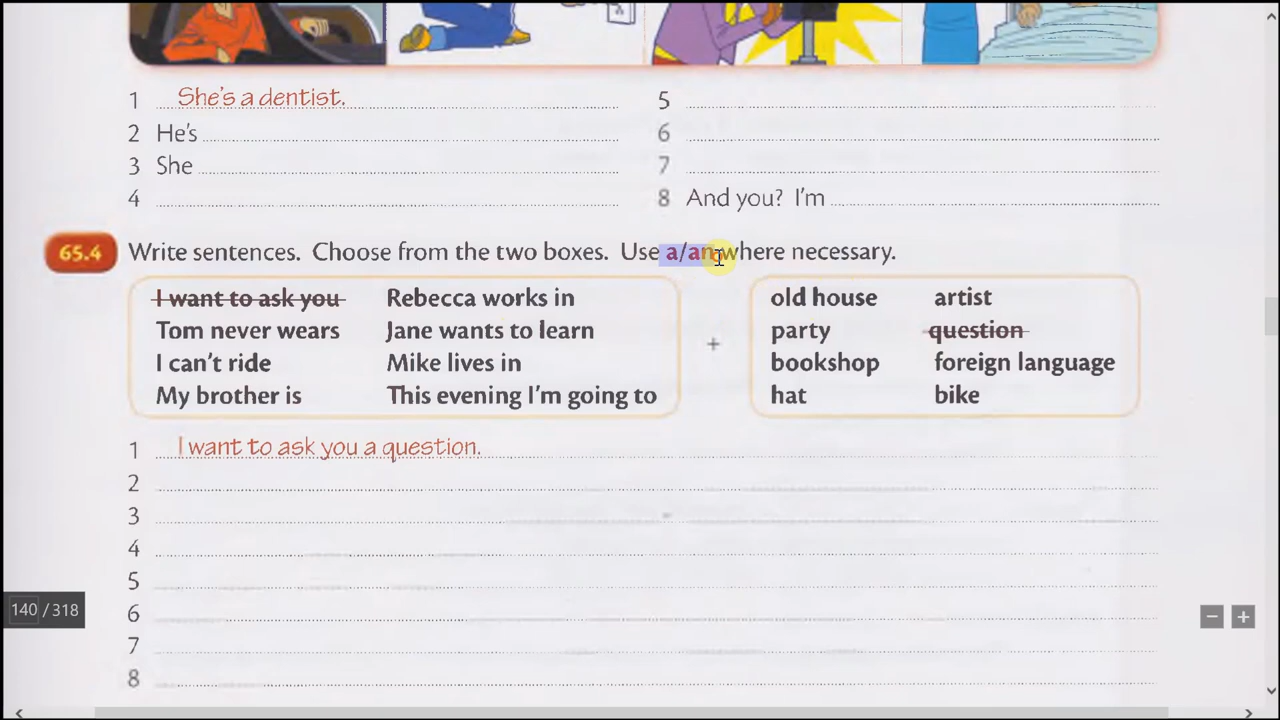 1 She's a dentist. 5
2 He's 6
3 She 7
4 8 And you? I'm
65.4 Write sentences. Choose from the two boxes. Use a/an where necessary.
I want to ask you Rebecca works in old house artist
Tom never wears Jane wants to learn party question
I can't ride Mike lives in + bookshop foreign language
My brother is This evening I'm going to hat bike
1 I want to ask you a question.
2
3
4
5
6
7
8
140 / 318